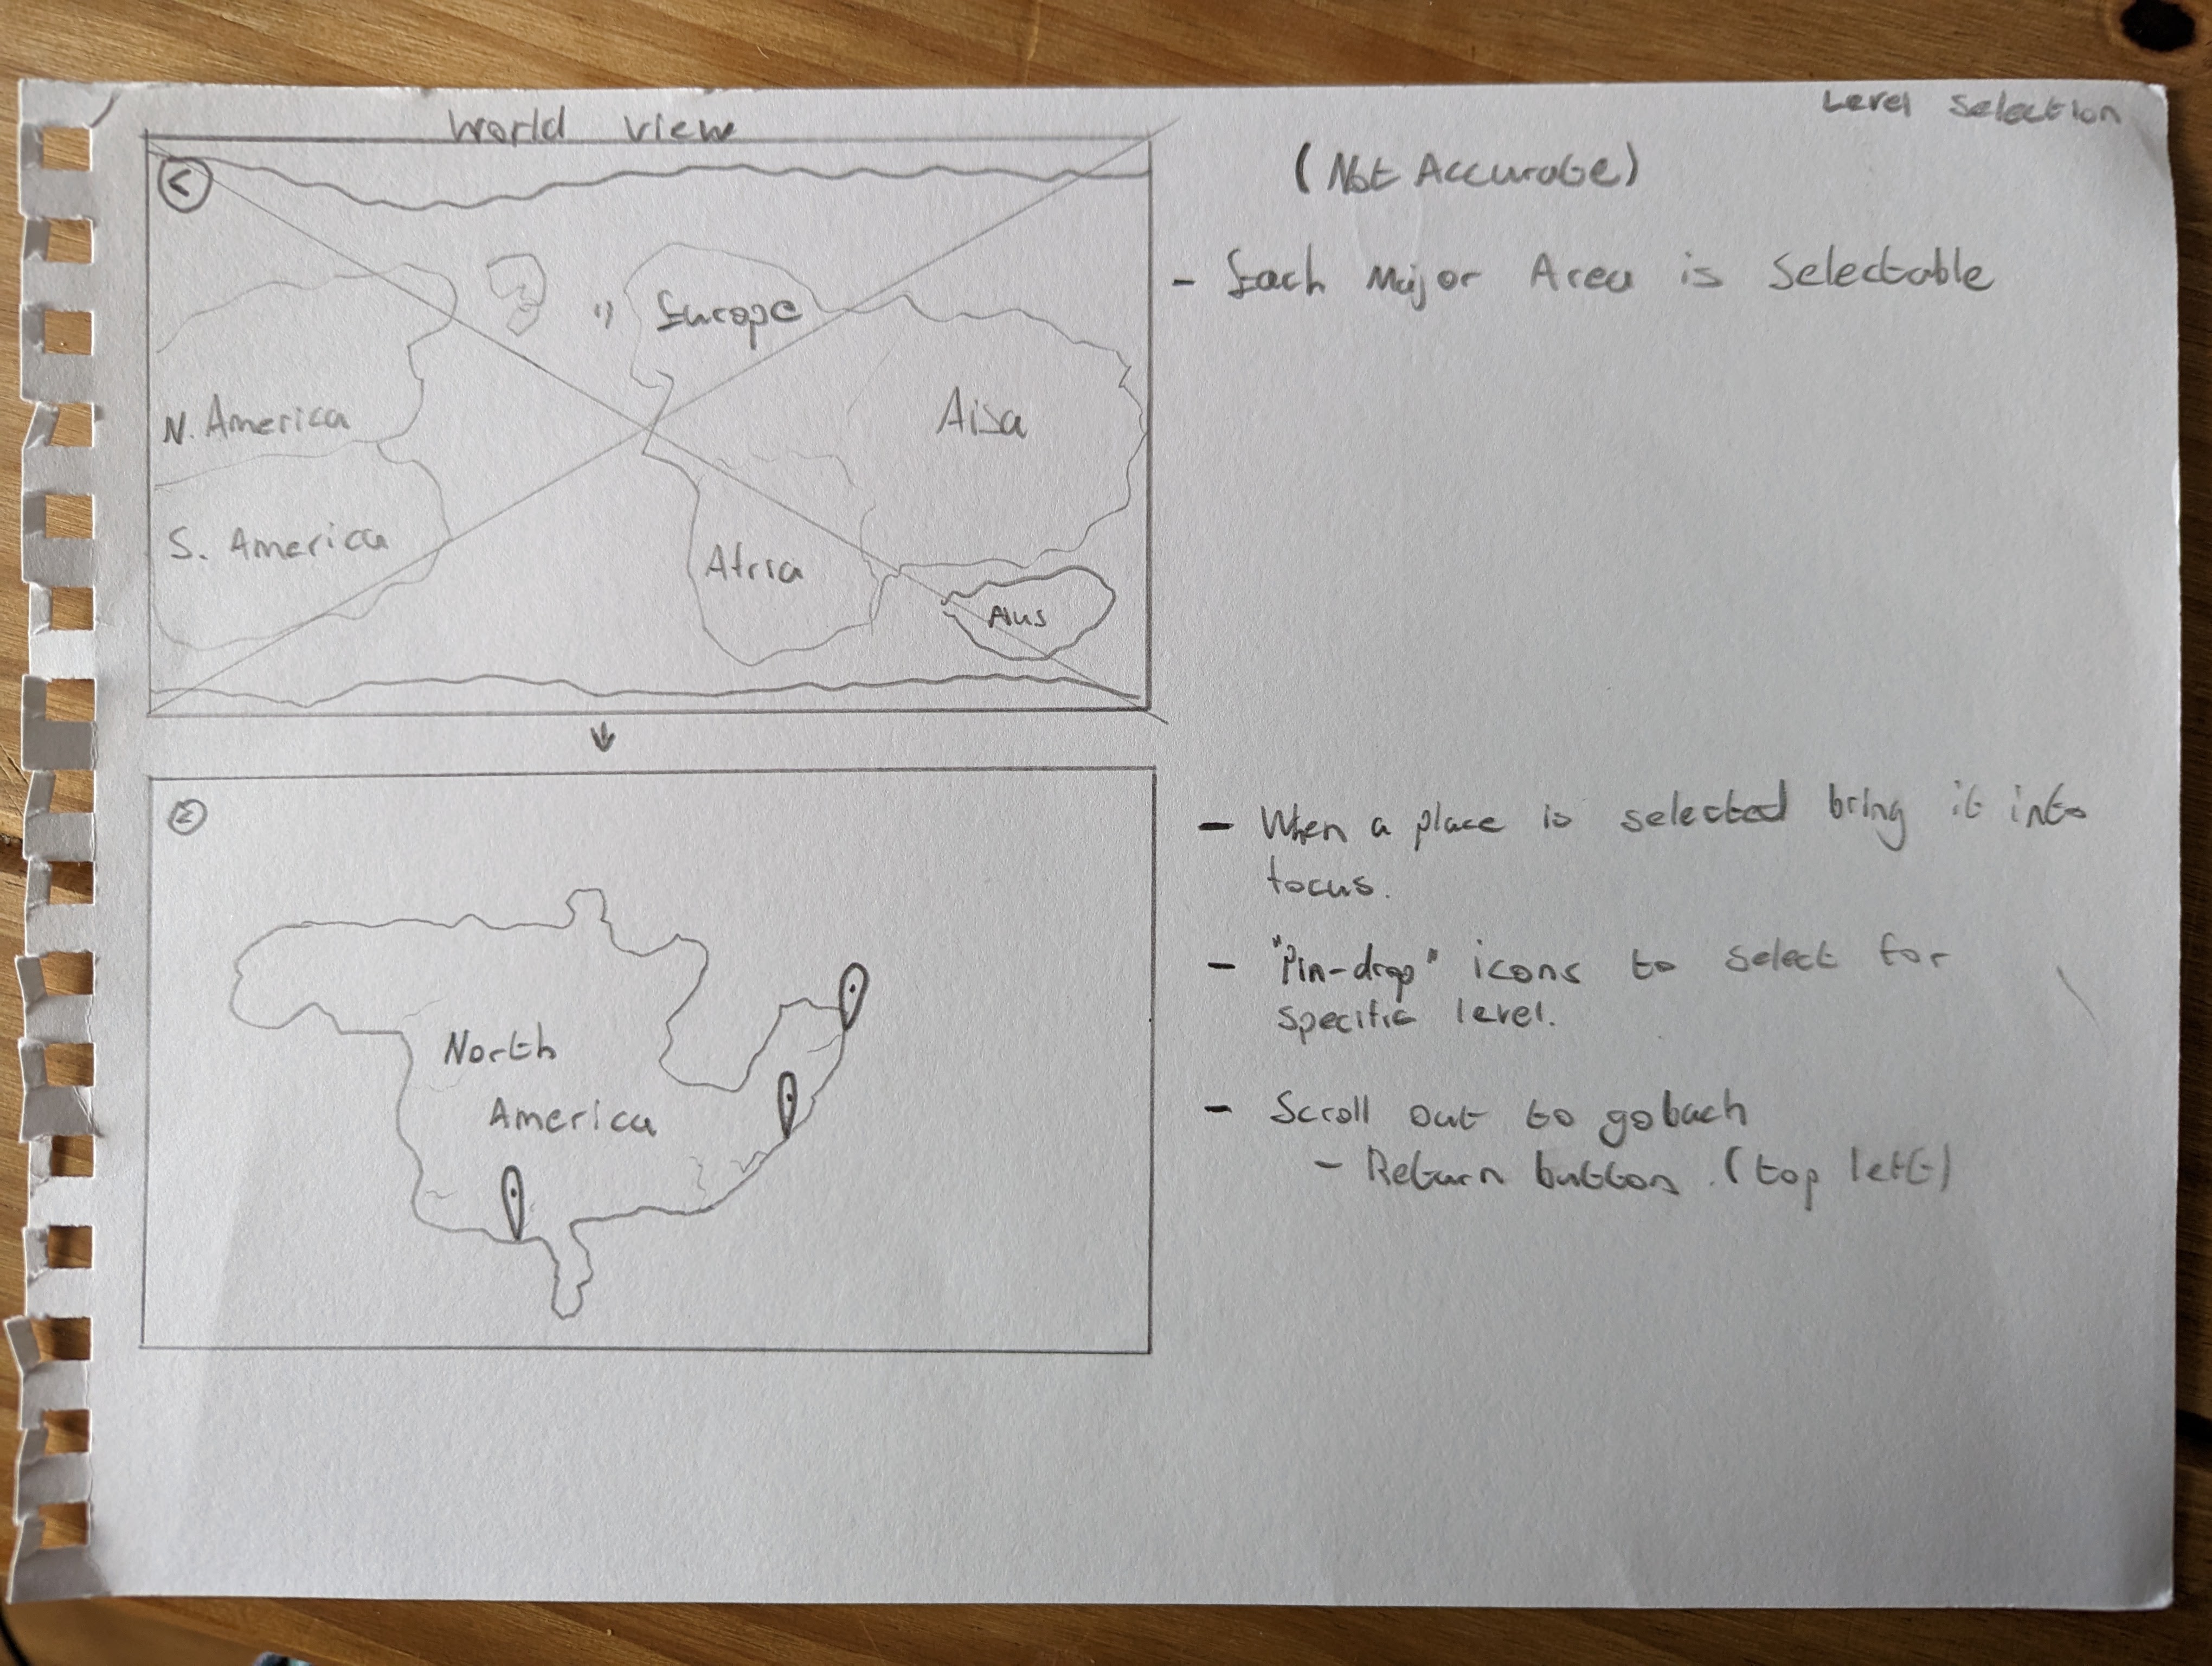 Level Selection
World View
(Not Accurate)
<
- Each Major Area is Selectable
Europe
N. America
Aisa
S. America
Afria
Aus
- When a place is selected bring it into
focus.
- "Pin-drop" icons to select for
specific level.
North
America
- Scroll out to go back
- Return button. (top left)